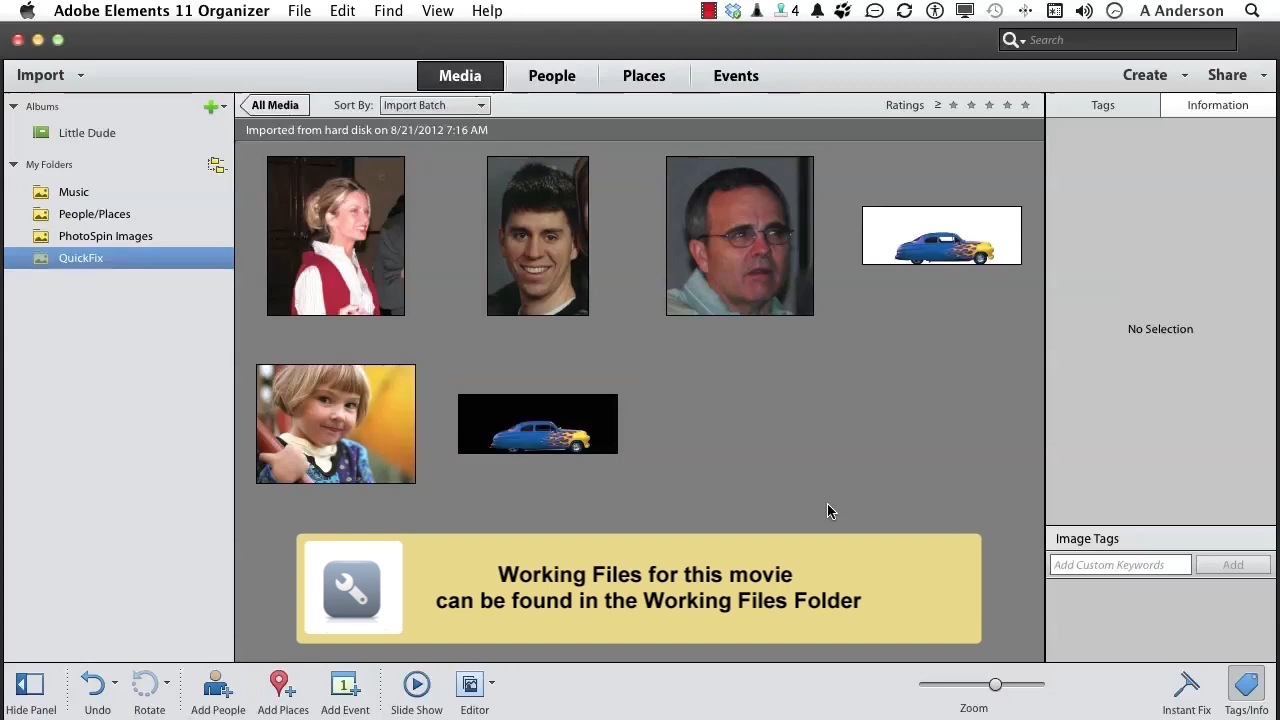 Adobe Elements 11 Organizer File Edit Find View Help 4 A Anderson
Search
Import Media People Places Events Create Share
Albums
Little Dude
My Folders
Music
People/Places
PhotoSpin Images
QuickFix
All Media Sort By: Import Batch Ratings ≥
Imported from hard disk on 8/21/2012 7:16 AM
Tags Information
No Selection
Image Tags
Add Custom Keywords Add
Working Files for this movie
can be found in the Working Files Folder
Hide Panel Undo Rotate Add People Add Places 1 Add Event Slide Show Editor Zoom Instant Fix Tags/Info